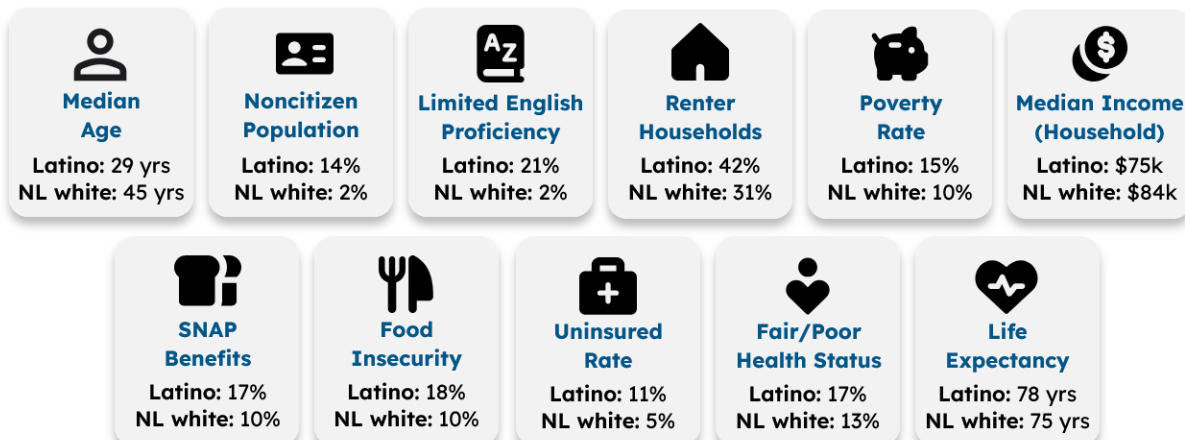 AZ
Median
Age
Latino: 29 yrs
NL white: 45 yrs
Noncitizen
Population
Latino: 14%
NL white: 2%
Limited English
Proficiency
Latino: 21%
NL white: 2%
Renter
Households
Latino: 42%
NL white: 31%
Poverty
Rate
Latino: 15%
NL white: 10%
$
Median Income
(Household)
Latino: $75k
NL white: $84k
SNAP
Benefits
Latino: 17%
NL white: 10%
Food
Insecurity
Latino: 18%
NL white: 10%
Uninsured
Rate
Latino: 11%
NL white: 5%
Fair/Poor
Health Status
Latino: 17%
NL white: 13%
Life
Expectancy
Latino: 78 yrs
NL white: 75 yrs